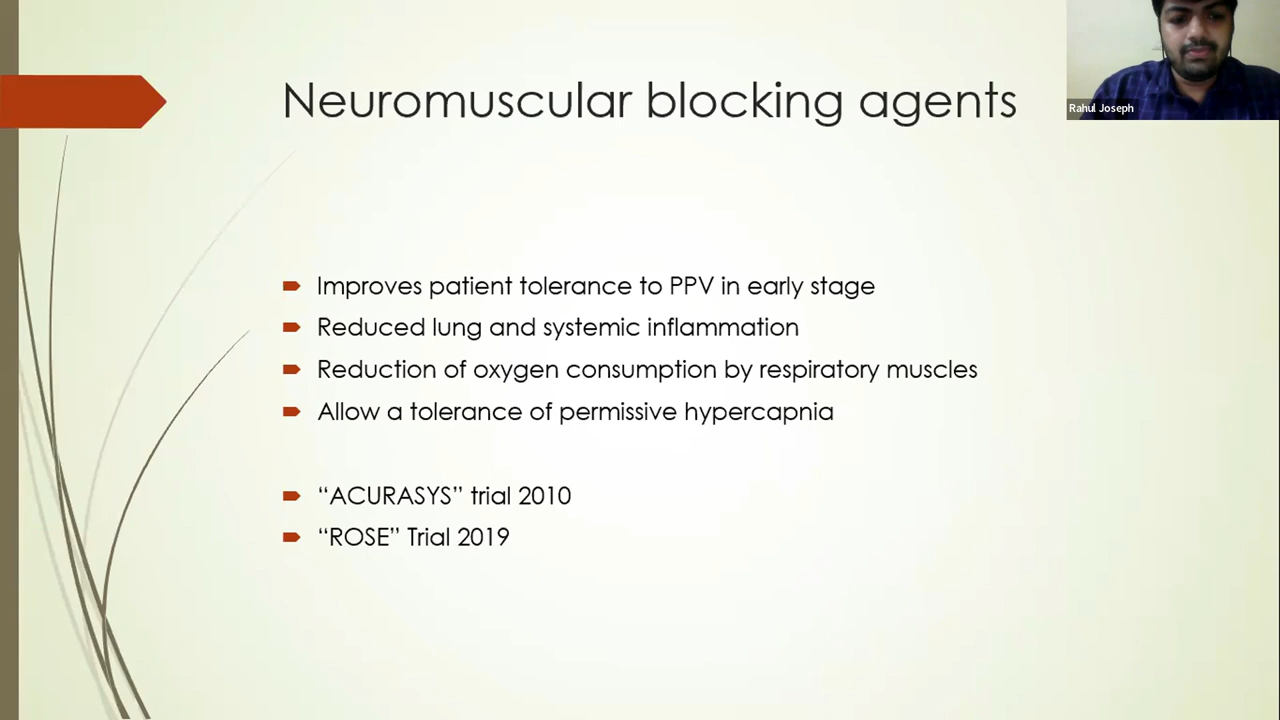 Neuromuscular blocking agents
Rahul Joseph
Improves patient tolerance to PPV in early stage
Reduced lung and systemic inflammation
Reduction of oxygen consumption by respiratory muscles
Allow a tolerance of permissive hypercapnia
“ACURASYS” trial 2010
“ROSE” Trial 2019